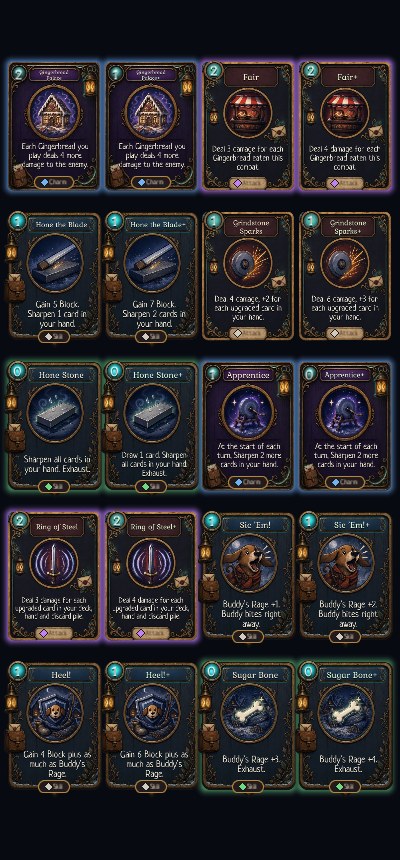 2
Gingerbread
Palace
Each Gingerbread you
play deals 4 more
damage to the enemy.
Charm
1
Gingerbread
Palace+
Each Gingerbread you
play deals 4 more
damage to the enemy.
Charm
2
Fair
Deal 3 damage for each
Gingerbread eaten this
combat.
Attack
2
Fair+
Deal 4 damage for each
Gingerbread eaten this
combat.
Attack
1
Hone the Blade
Gain 5 Block.
Sharpen 1 card in
your hand.
Skill
1
Hone the Blade+
Gain 7 Block.
Sharpen 2 cards in
your hand.
Skill
1
Grindstone
Sparks
Deal 4 damage, +2 for
each upgraded card in
your hand.
Attack
1
Grindstone
Sparks+
Deal 6 damage, +3 for
each upgraded card in
your hand.
Attack
0
Hone Stone
Sharpen all cards in
your hand. Exhaust.
Skill
0
Hone Stone+
Draw 1 card. Sharpen
all cards in your hand.
Exhaust.
Skill
1
Apprentice
At the start of each
turn, Sharpen 2 more
cards in your hand.
0
Apprentice+
At the start of each
turn, Sharpen 2 more
cards in your hand.
2
Ring of Steel
Deal 3 damage for each
upgraded card in your deck,
hand and discard pile.
Attack
2
Ring of Steel+
Deal 4 damage for each
upgraded card in your deck,
hand and discard pile.
Attack
1
Sic 'Em!
Buddy's Rage +1.
Buddy bites right
away.
Skill
1
Sic 'Em!+
Buddy's Rage +2.
Buddy bites right
away.
Skill
1
Heel!
Gain 4 Block plus as
much as Buddy's
Rage.
Skill
1
Heel!+
Gain 6 Block plus as
much as Buddy's
Rage.
Skill
0
Sugar Bone
Buddy's Rage +3.
Exhaust.
Skill
0
Sugar Bone+
Buddy's Rage +4.
Exhaust.
Skill